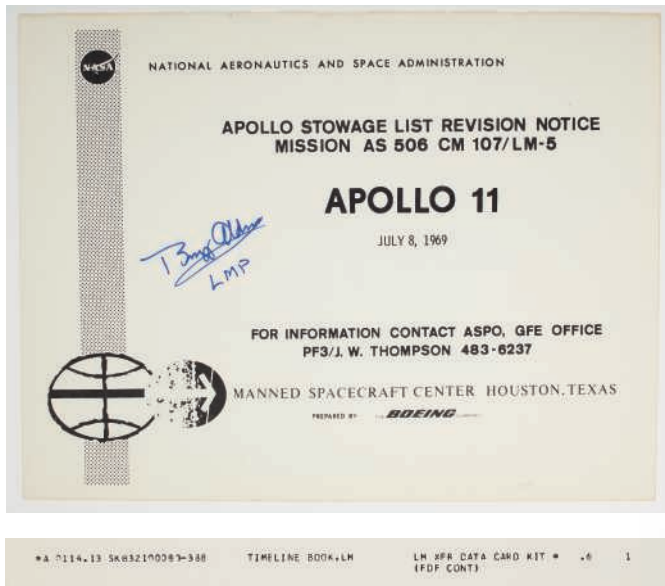 NASA
NATIONAL AERONAUTICS AND SPACE ADMINISTRATION
APOLLO STOWAGE LIST REVISION NOTICE
MISSION AS 506 CM 107/LM-5
APOLLO 11
JULY 8, 1969
Buzz Aldrin
LMP
FOR INFORMATION CONTACT ASPO, GFE OFFICE
PF3/J. W. THOMPSON 483-6237
MANNED SPACECRAFT CENTER HOUSTON, TEXAS
PREPARED BY BOEING
TIMELINE BOOK,LM LM XFR DATA CARD KIT * .6 1
(FDF CONT)